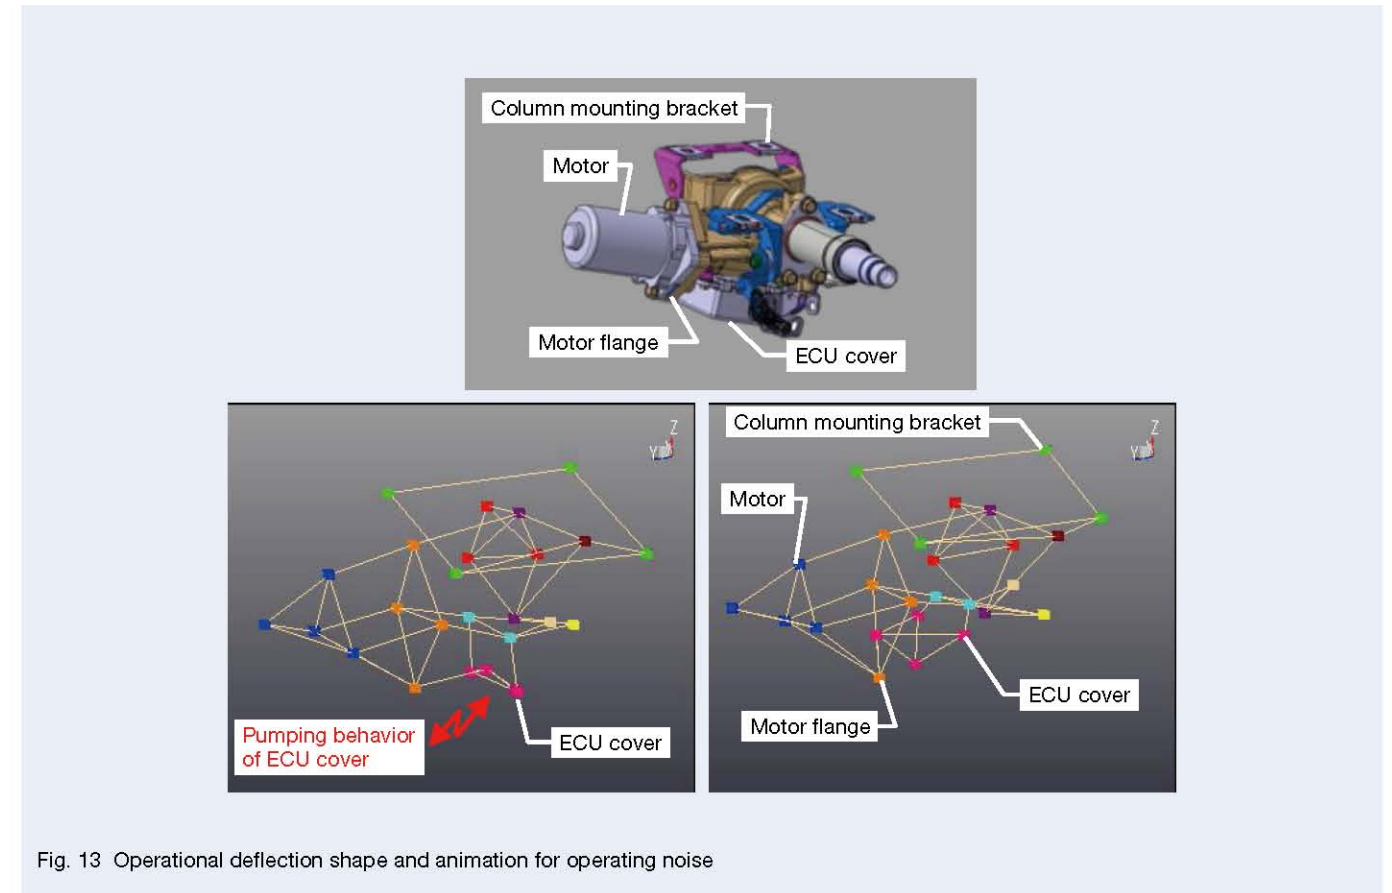 Column mounting bracket
Motor
Motor flange
ECU cover
Z
Y X
Pumping behavior
of ECU cover
ECU cover
Column mounting bracket
Z
Y
Motor
ECU cover
Motor flange
Fig. 13 Operational deflection shape and animation for operating noise